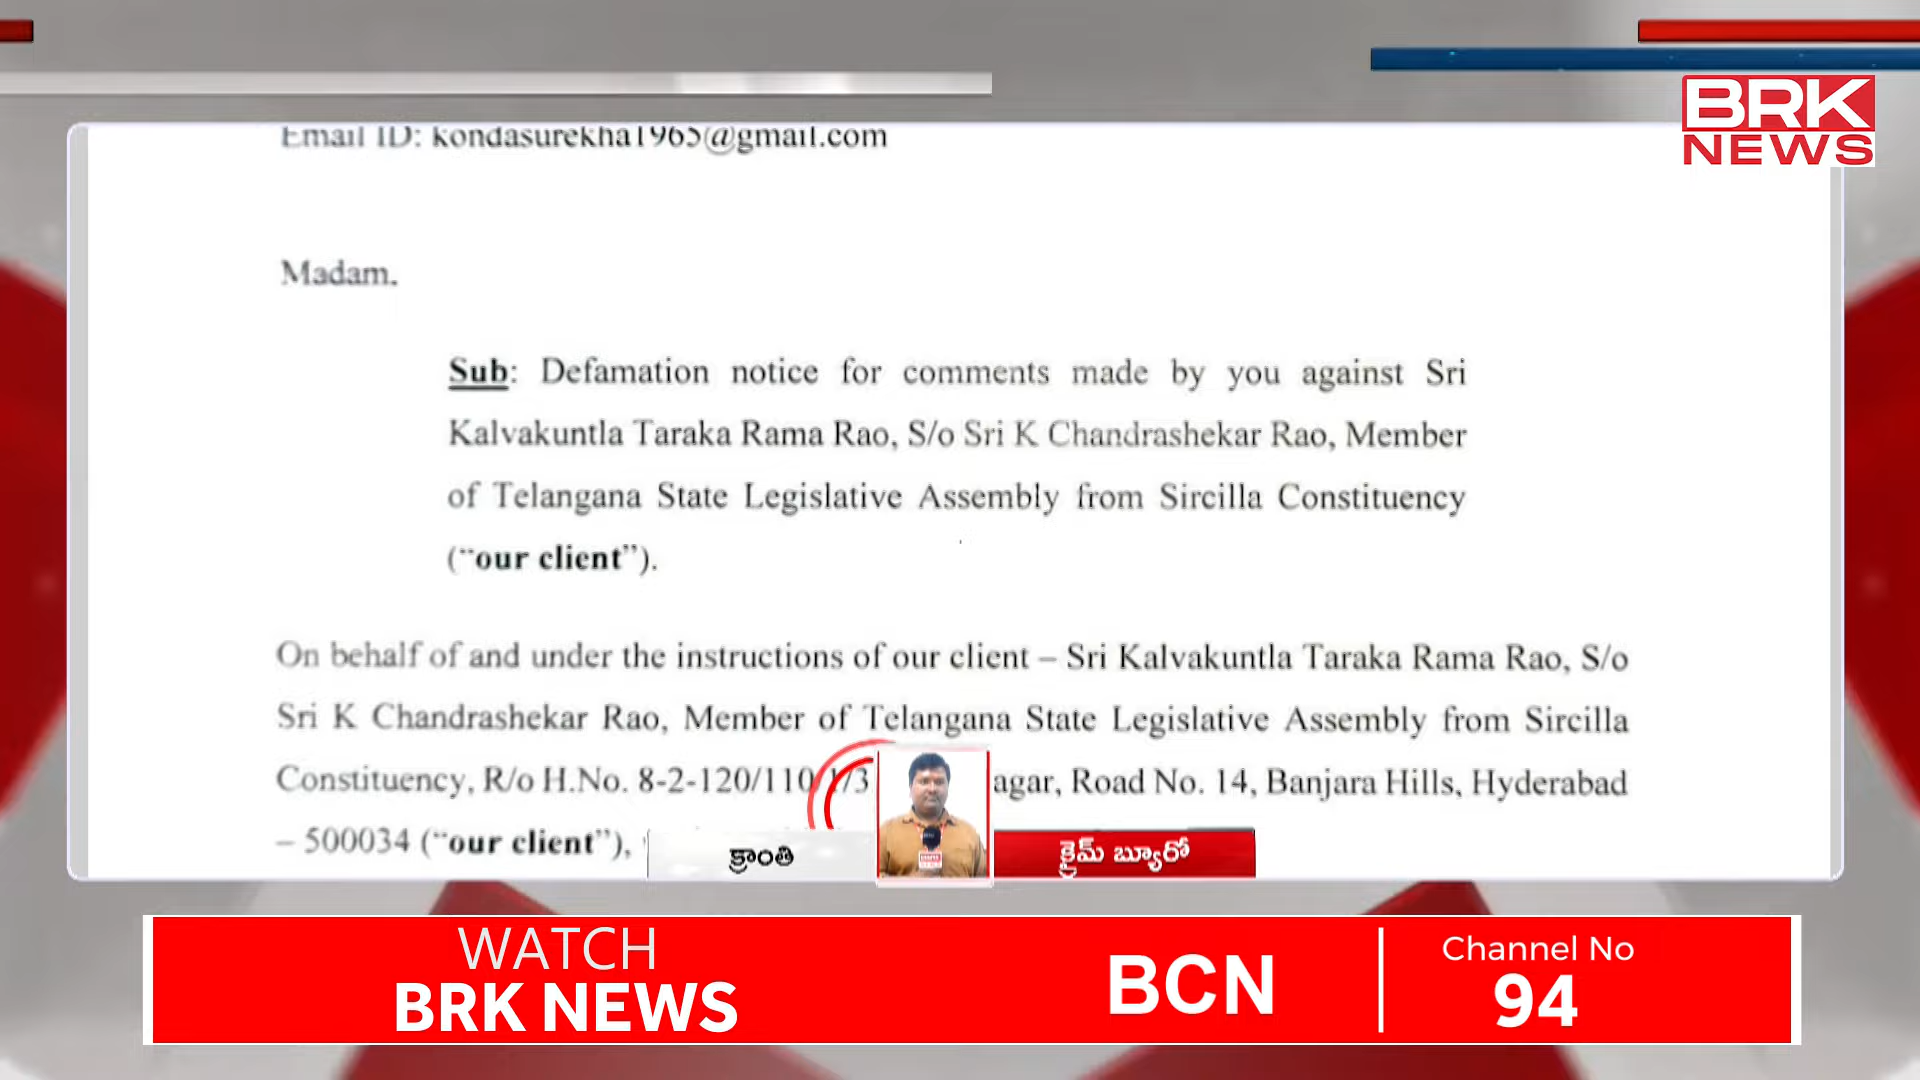 BRK
NEWS
Email ID: kondasurekha1965@gmail.com
Madam,
Sub: Defamation notice for comments made by you against Sri
Kalvakuntla Taraka Rama Rao, S/o Sri K Chandrashekar Rao, Member
of Telangana State Legislative Assembly from Sircilla Constituency
("our client").
On behalf of and under the instructions of our client – Sri Kalvakuntla Taraka Rama Rao, S/o
Sri K Chandrashekar Rao, Member of Telangana State Legislative Assembly from Sircilla
Constituency, R/o H.No. 8-2-120/110/1/3 agar, Road No. 14, Banjara Hills, Hyderabad
– 500034 ("our client"),
క్రాంతి
క్రైమ్ బ్యూరో
WATCH
BRK NEWS
BCN
Channel No
94